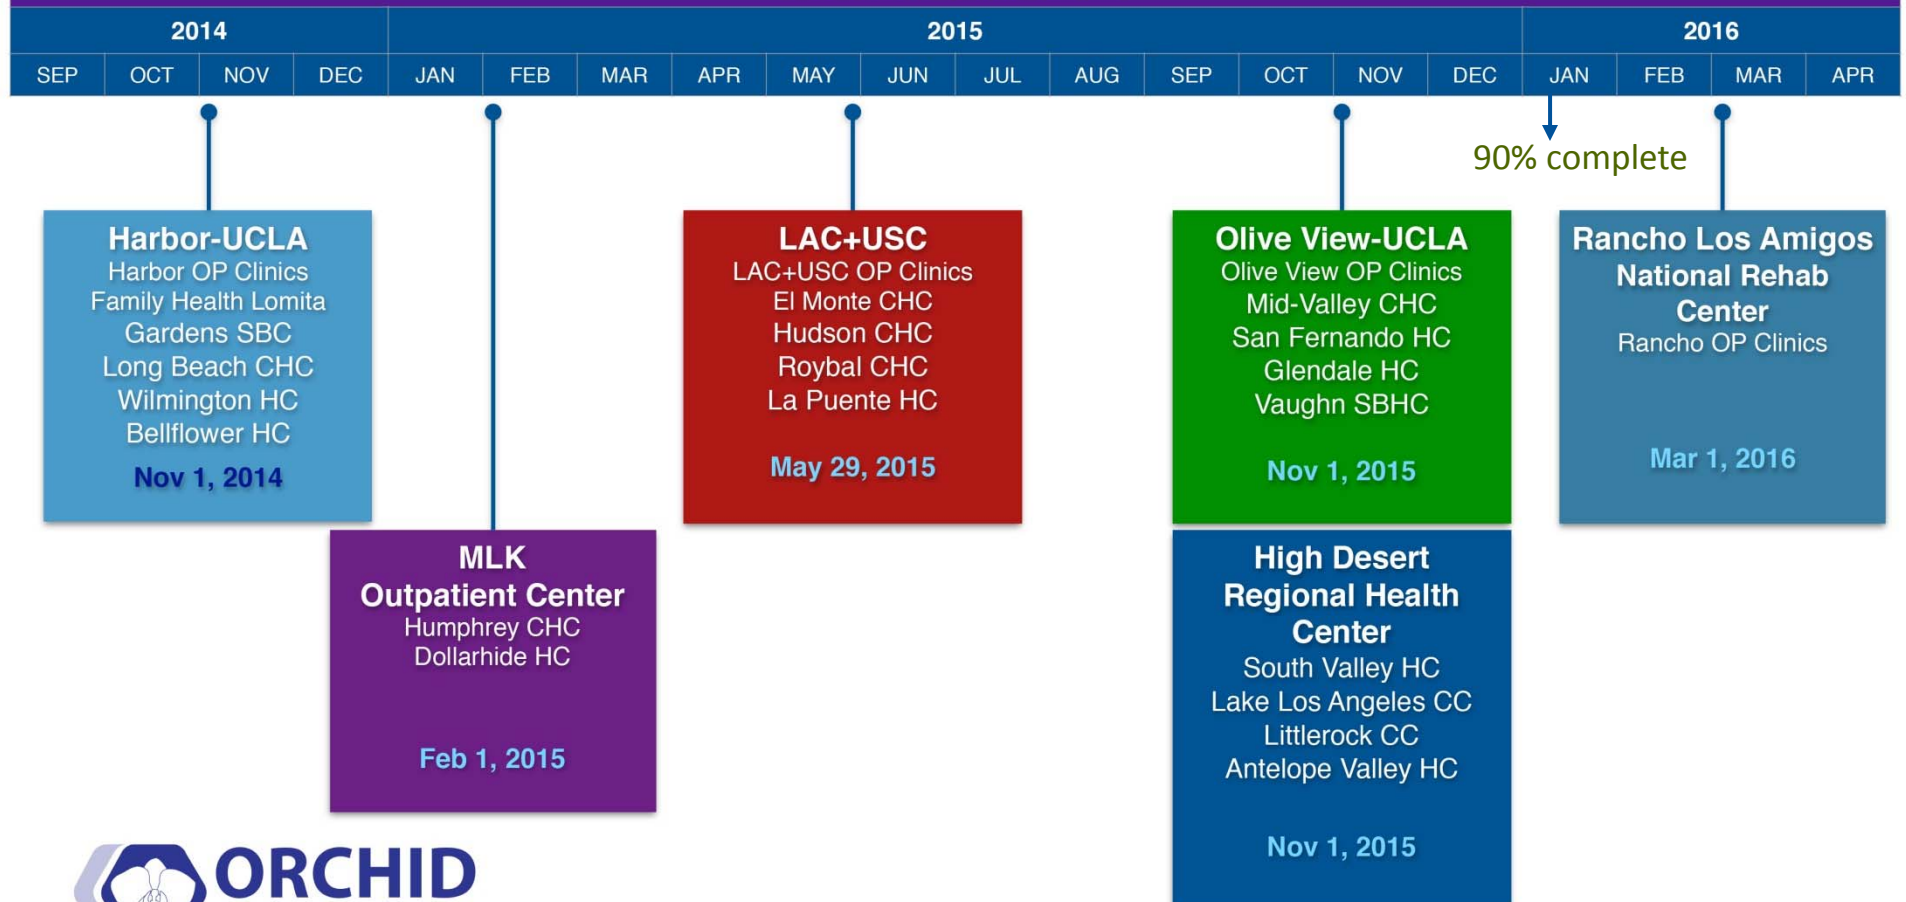 2014 2015 2016
SEP OCT NOV DEC JAN FEB MAR APR MAY JUN JUL AUG SEP OCT NOV DEC JAN FEB MAR APR
90% complete
Harbor-UCLA
Harbor OP Clinics
Family Health Lomita
Gardens SBC
Long Beach CHC
Wilmington HC
Bellflower HC
Nov 1, 2014
MLK
Outpatient Center
Humphrey CHC
Dollarhide HC
Feb 1, 2015
LAC+USC
LAC+USC OP Clinics
El Monte CHC
Hudson CHC
Roybal CHC
La Puente HC
May 29, 2015
Olive View-UCLA
Olive View OP Clinics
Mid-Valley CHC
San Fernando HC
Glendale HC
Vaughn SBHC
Nov 1, 2015
High Desert
Regional Health
Center
South Valley HC
Lake Los Angeles CC
Littlerock CC
Antelope Valley HC
Nov 1, 2015
Rancho Los Amigos
National Rehab
Center
Rancho OP Clinics
Mar 1, 2016
ORCHID